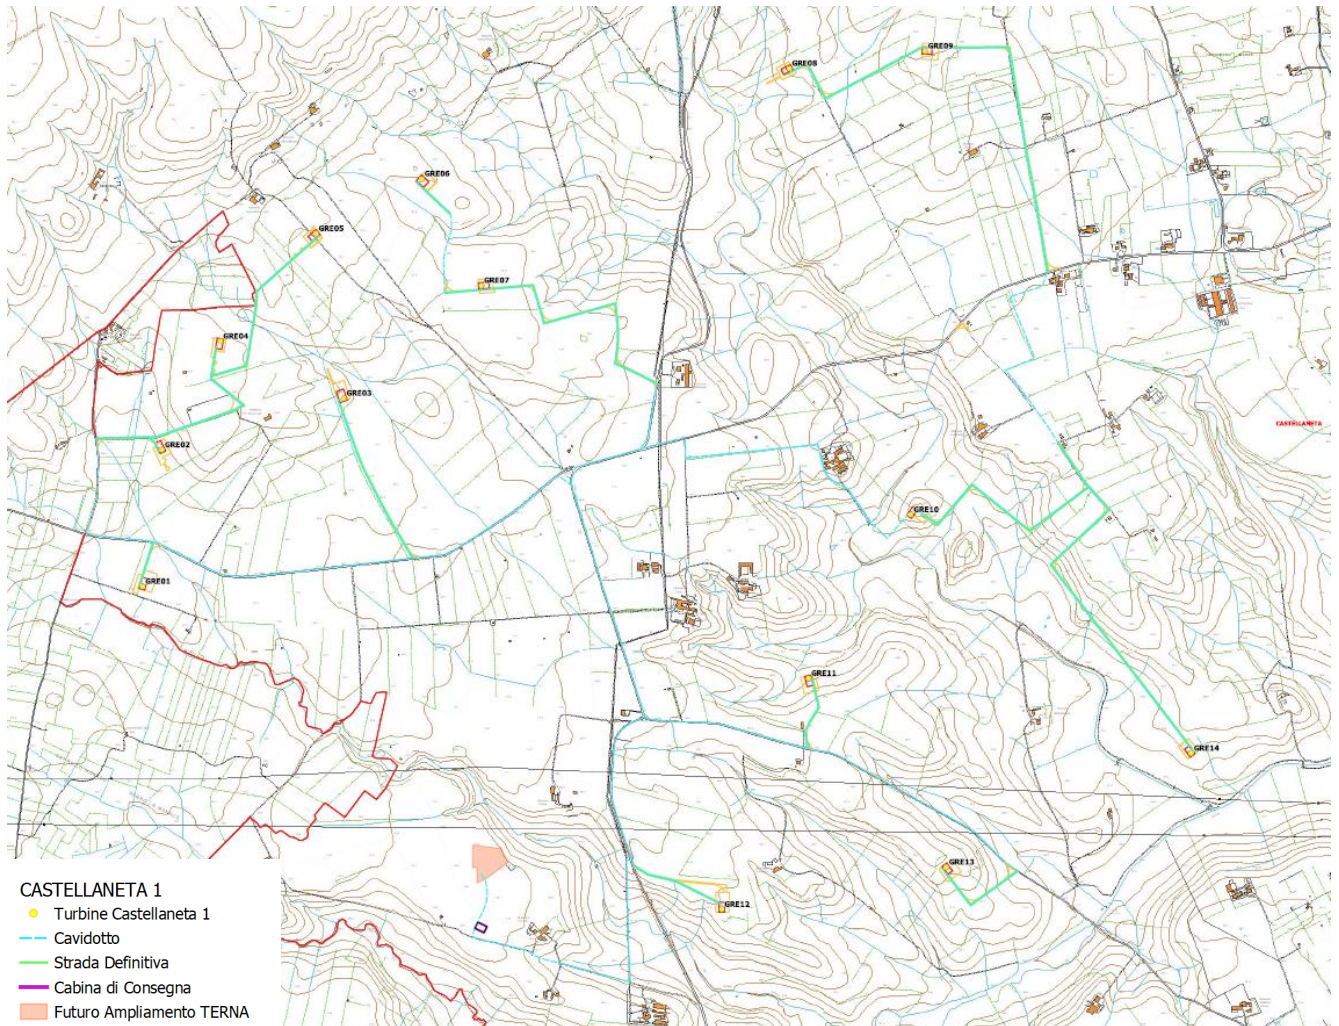 GRE09
GRE08
GRE06
GRE05
GRE07
GRE04
GRE03
CASTELLANETA
GRE02
GRE10
GRE01
GRE11
GRE14
GRE13
GRE12
CASTELLANETA 1
Turbine Castellaneta 1
Cavidotto
Strada Definitiva
Cabina di Consegna
Futuro Ampliamento TERNA